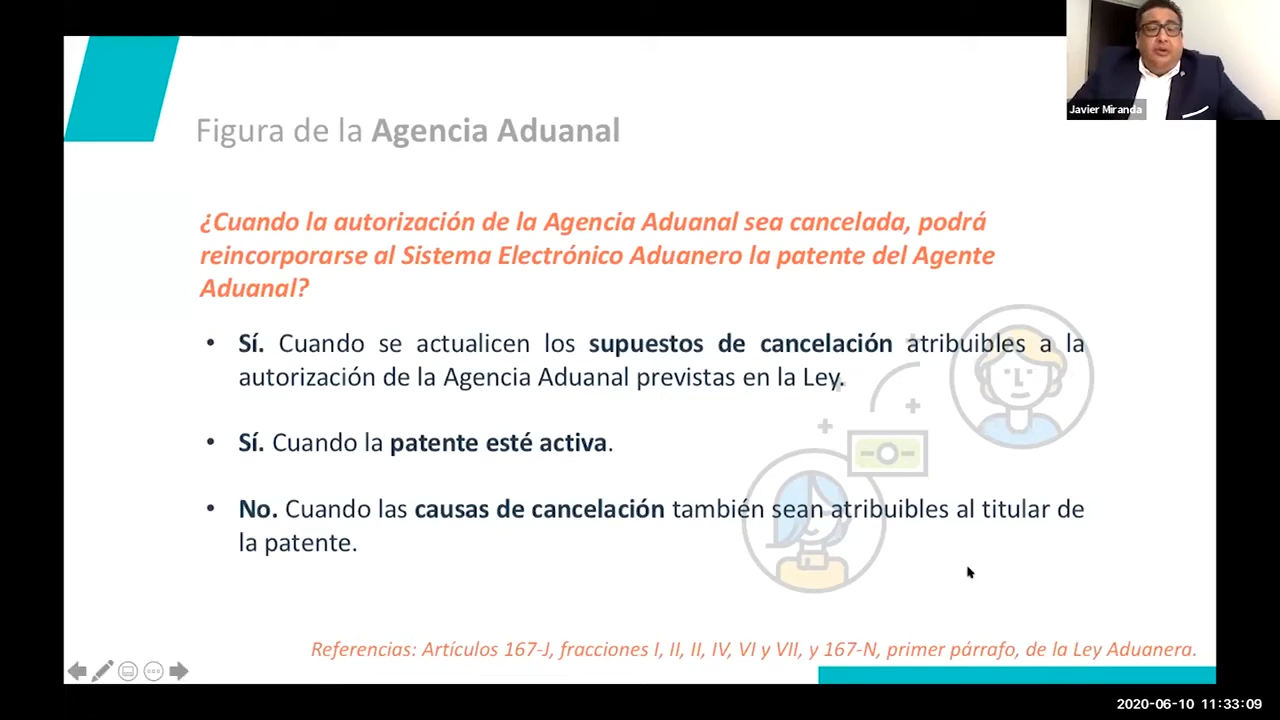 Javier Miranda
Figura de la Agencia Aduanal
¿Cuando la autorización de la Agencia Aduanal sea cancelada, podrá
reincorporarse al Sistema Electrónico Aduanero la patente del Agente
Aduanal?
• Sí. Cuando se actualicen los supuestos de cancelación atribuibles a la
autorización de la Agencia Aduanal previstas en la Ley.
• Sí. Cuando la patente esté activa.
• No. Cuando las causas de cancelación también sean atribuibles al titular de
la patente.
Referencias: Artículos 167-J, fracciones I, II, II, IV, VI y VII, y 167-N, primer párrafo, de la Ley Aduanera.
2020-06-10 11:33:09